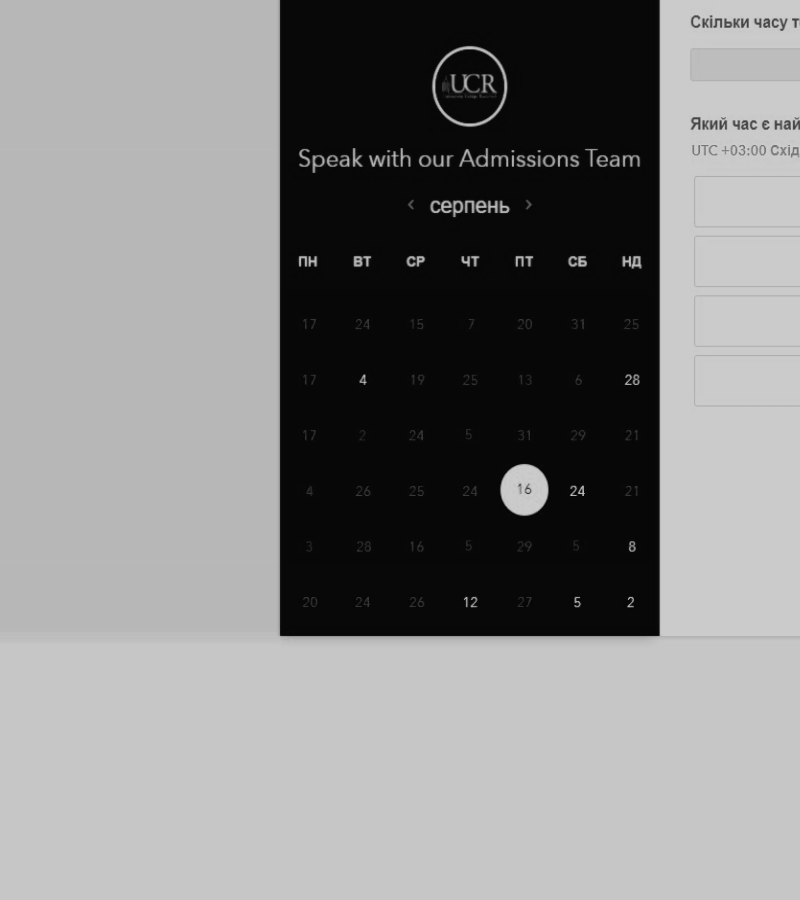 Скільки часу т
UCR
Який час є най
UTC +03:00 Схід
Speak with our Admissions Team
‹ серпень ›
ПН ВТ СР ЧТ ПТ СБ НД
17 24 15 7 20 31 25
17 4 19 25 13 6 28
17 2 24 5 31 29 21
4 26 25 24 16 24 21
3 28 16 5 29 5 8
20 24 26 12 27 5 2